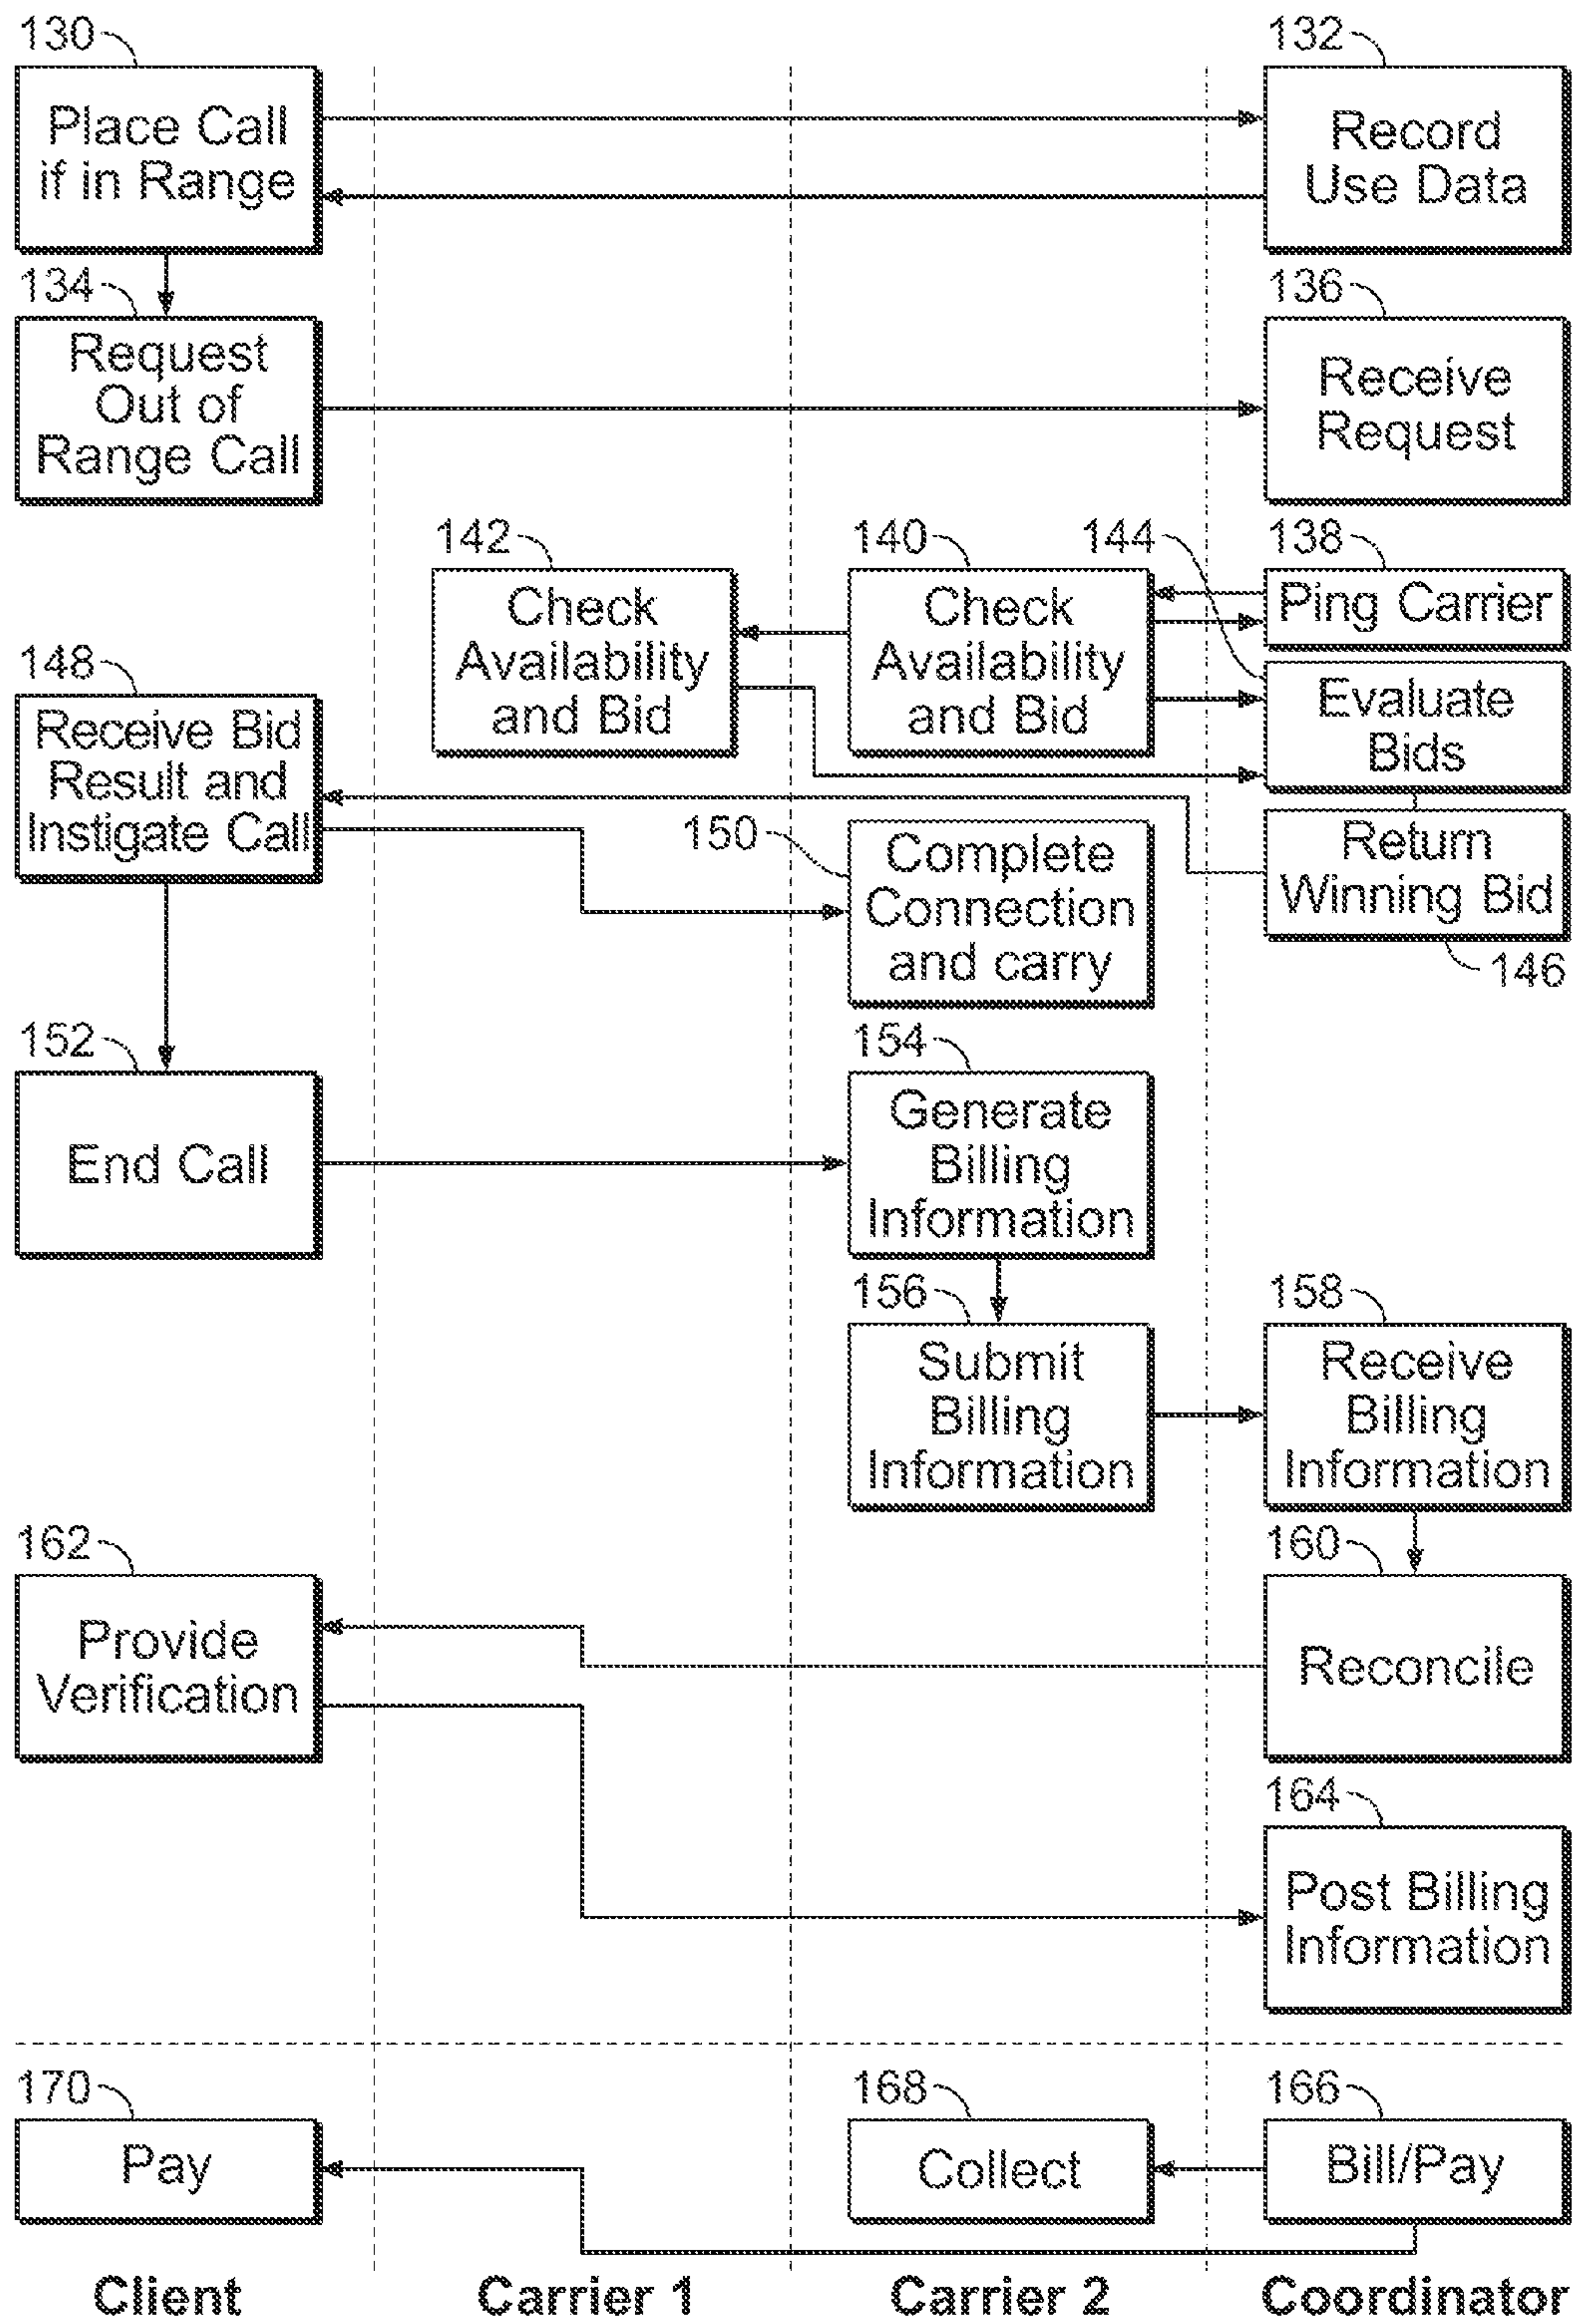 130
132
Place Call
if in Range
Record
Use Data
134
136
Request
Out of
Range Call
Receive
Request
142
140
144
138
Check
Availability
and Bid
Check
Availability
and Bid
Ping Carrier
148
Receive Bid
Result and
Instigate Call
Evaluate
Bids
150
Complete
Connection
and carry
Return
Winning Bid
146
152
154
End Call
Generate
Billing
Information
156
158
Submit
Billing
Information
Receive
Billing
Information
162
160
Provide
Verification
Reconcile
164
Post Billing
Information
170
168
166
Pay
Collect
Bill/Pay
Client
Carrier 1
Carrier 2
Coordinator